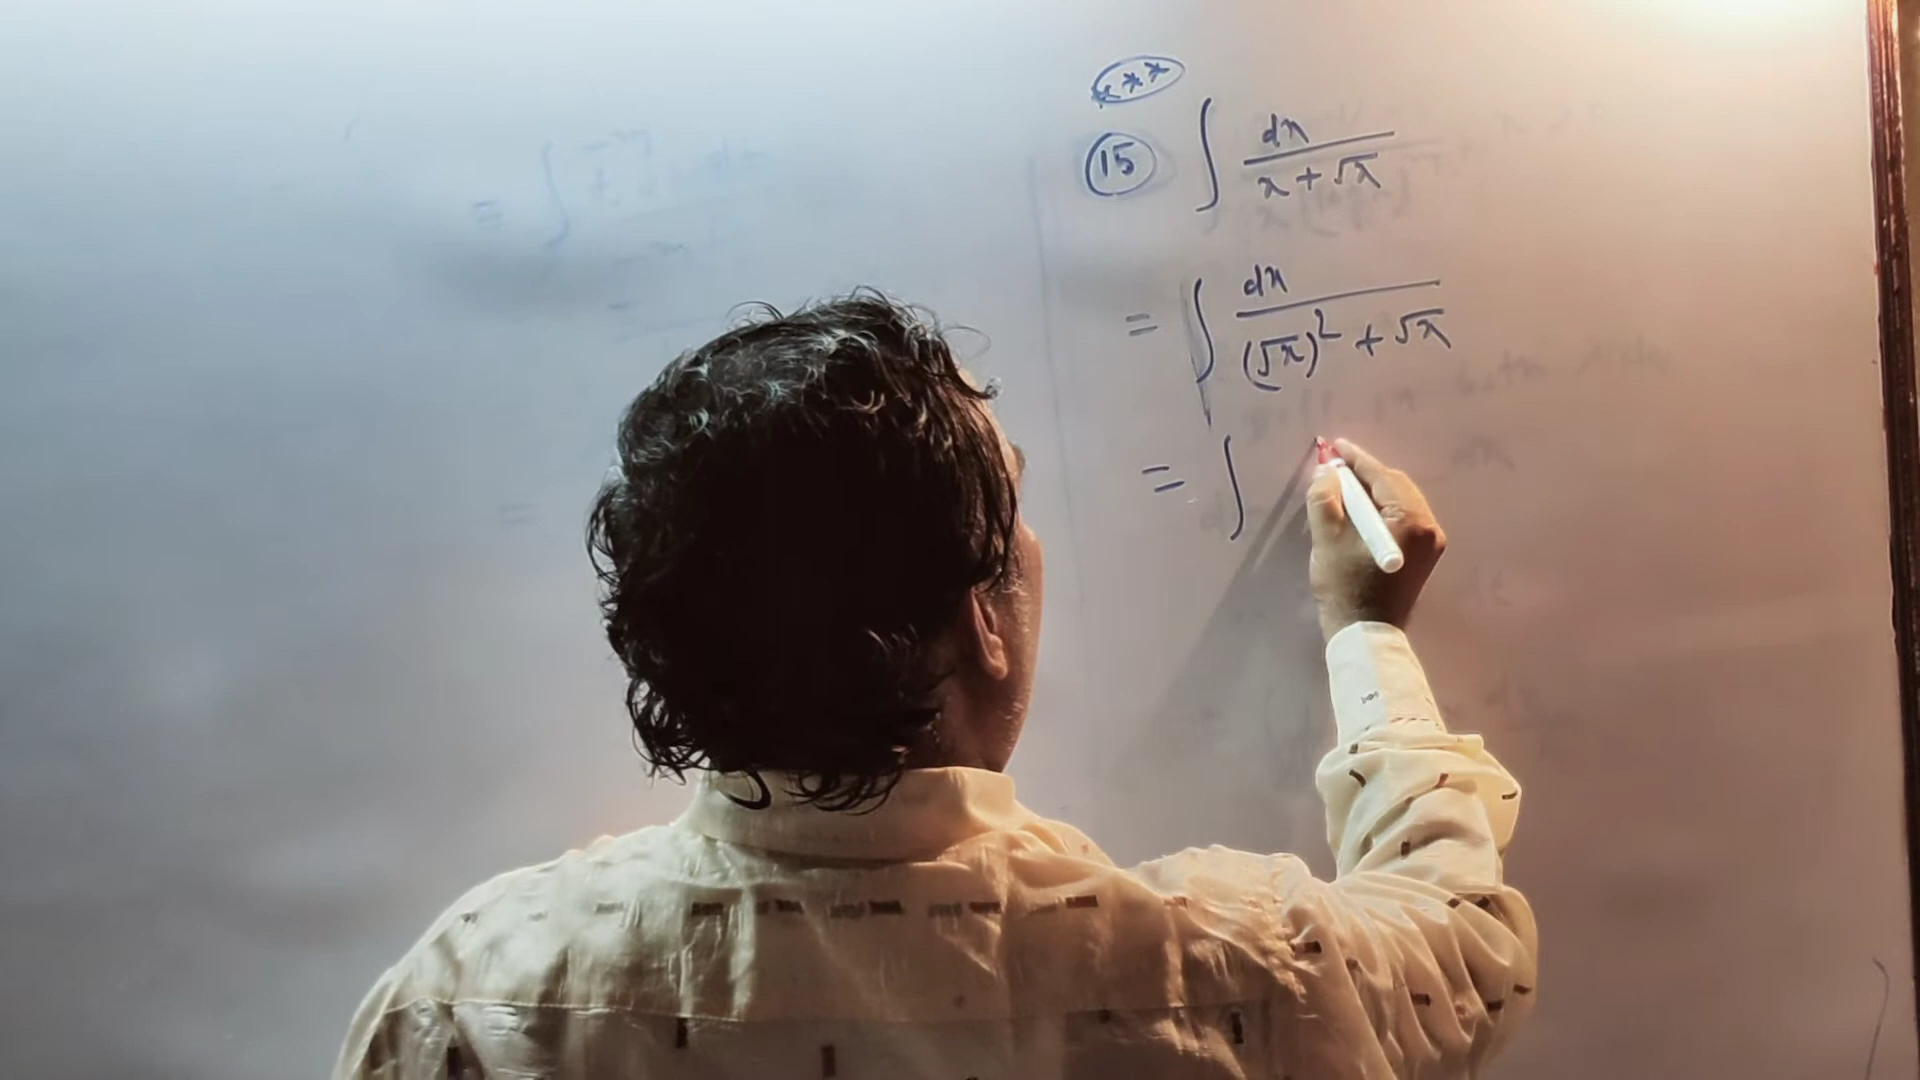 ***
15 ∫ dx / (x + √x)
= ∫ dx / ((√x)² + √x)
= ∫